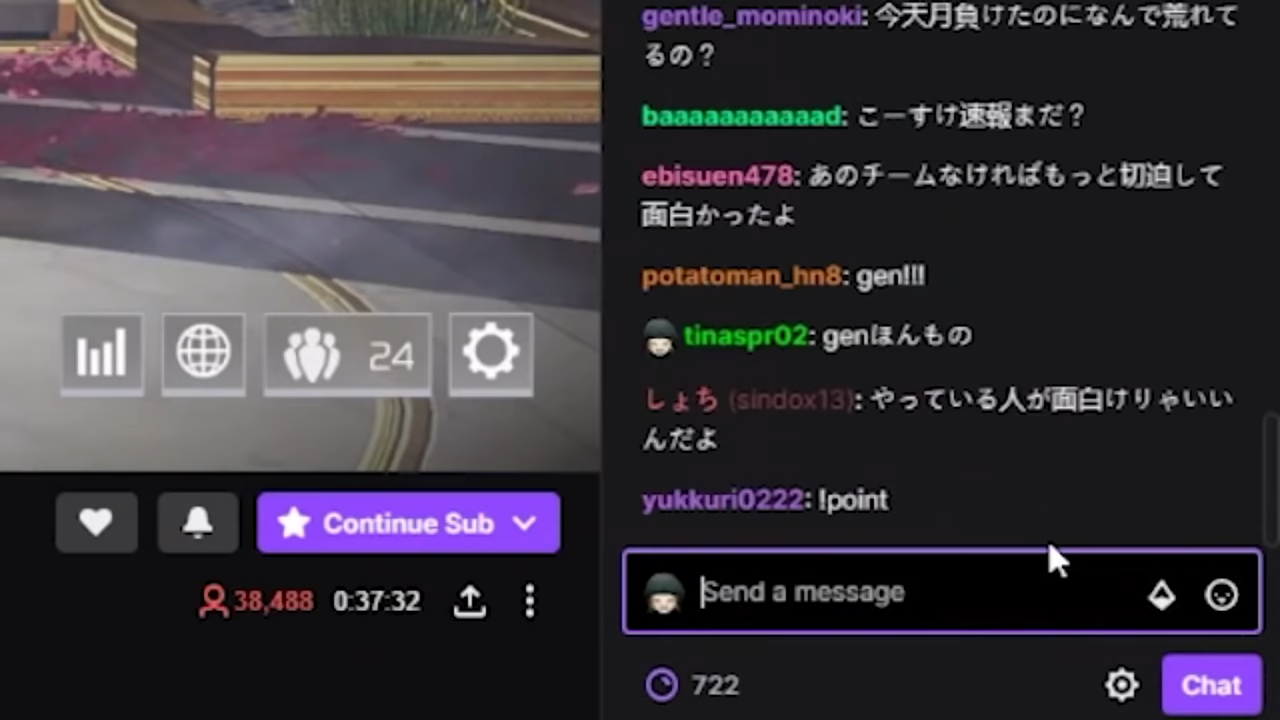 gentle_mominoki: 今天月負けたのになんで荒れて
るの？
baaaaaaaaaaad: こーすけ速報まだ？
ebisuen478: あのチームなければもっと切迫して
面白かったよ
potatoman_hn8: gen!!!
tinaspr02: genほんもの
しょち (sindox13): やっている人が面白けりゃいい
んだよ
yukkuri0222: !point
24
Continue Sub
38,488 0:37:32
Send a message
722
Chat